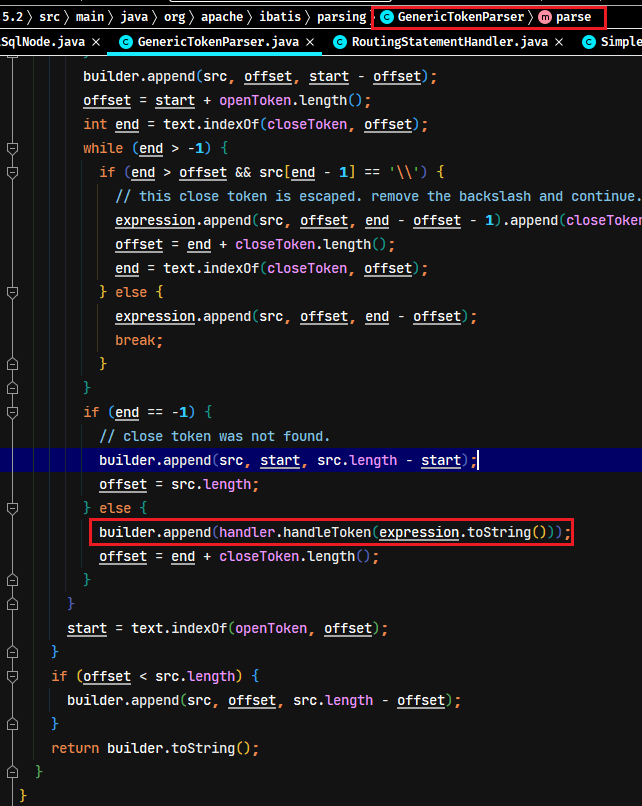 5.2 > src > main > java > org > apache > ibatis > parsing > C GenericTokenParser > m parse
SqlNode.java × C GenericTokenParser.java × C RoutingStatementHandler.java × C Simple
builder.append(src, offset, start - offset);
offset = start + openToken.length();
int end = text.indexOf(closeToken, offset);
while (end > -1) {
if (end > offset && src[end - 1] == '\\') {
// this close token is escaped. remove the backslash and continue.
expression.append(src, offset, end - offset - 1).append(closeToken
offset = end + closeToken.length();
end = text.indexOf(closeToken, offset);
} else {
expression.append(src, offset, end - offset);
break;
}
}
if (end == -1) {
// close token was not found.
builder.append(src, start, src.length - start);
offset = src.length;
} else {
builder.append(handler.handleToken(expression.toString()));
offset = end + closeToken.length();
}
}
start = text.indexOf(openToken, offset);
}
if (offset < src.length) {
builder.append(src, offset, src.length - offset);
}
return builder.toString();
}
}